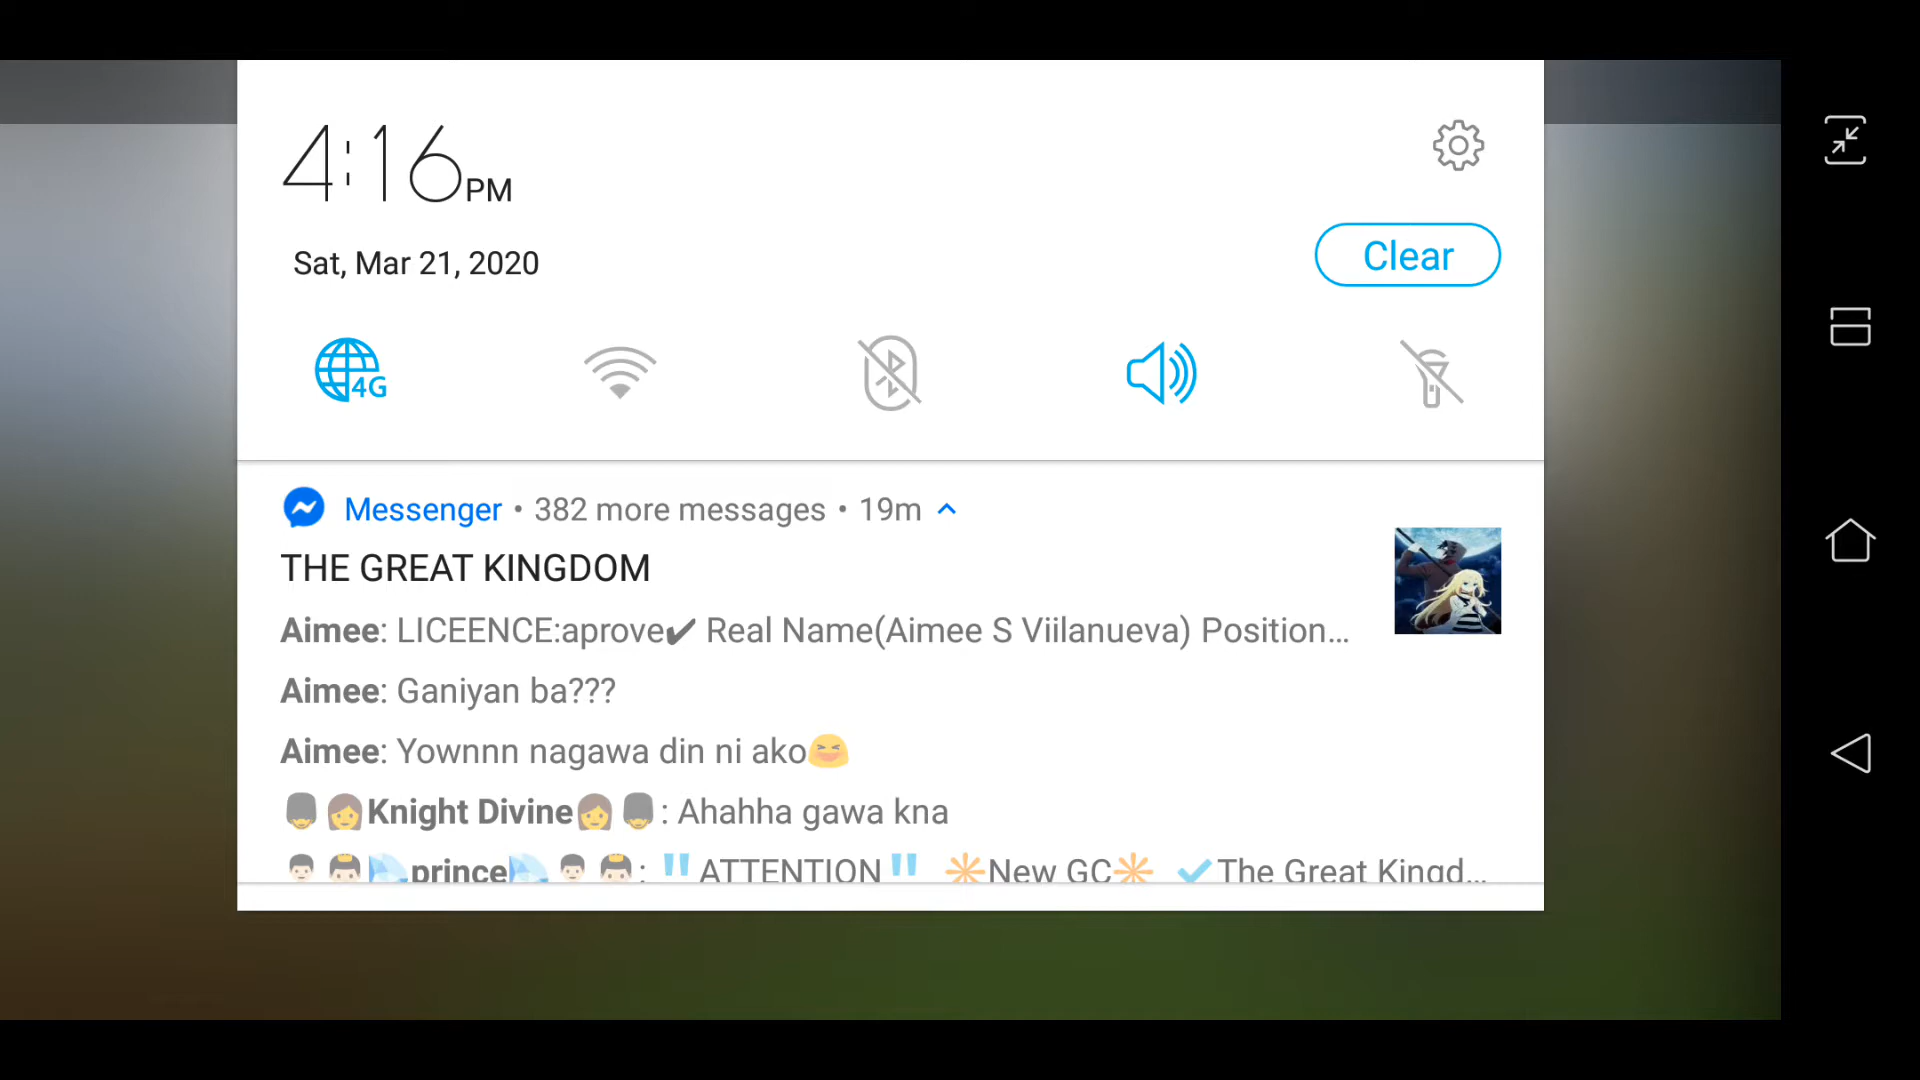 4:16PM
Sat, Mar 21, 2020
Clear
4G
Messenger • 382 more messages • 19m
THE GREAT KINGDOM
Aimee: LICEENCE:aprove✔ Real Name(Aimee S Viilanueva) Position...
Aimee: Ganiyan ba???
Aimee: Yownnn nagawa din ni ako😆
Knight Divine: Ahahha gawa kna
prince: "ATTENTION" ✳New GC✳ ✔The Great Kingd...